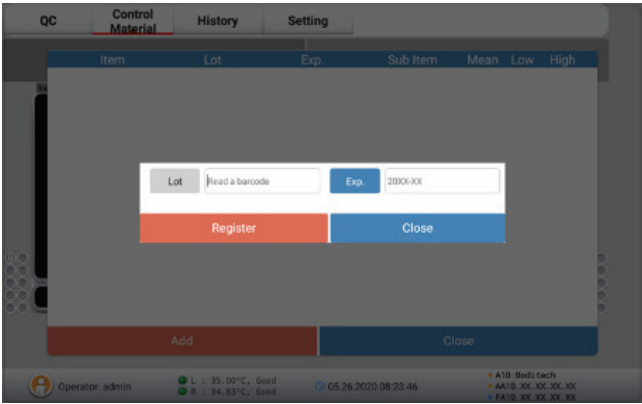 QC Control Material History Setting
Item Lot Exp. Sub Item Mean Low High
Lot Read a barcode Exp. 20XX-XX
Register Close
Add Close
Operator: admin
L : 35.00°C, Good
R : 34.63°C, Good
05.26.2020 08:23:46
A10:Boditech
AA10.XX.XX.XX.XX
FA10.XX.XX.XX.XX